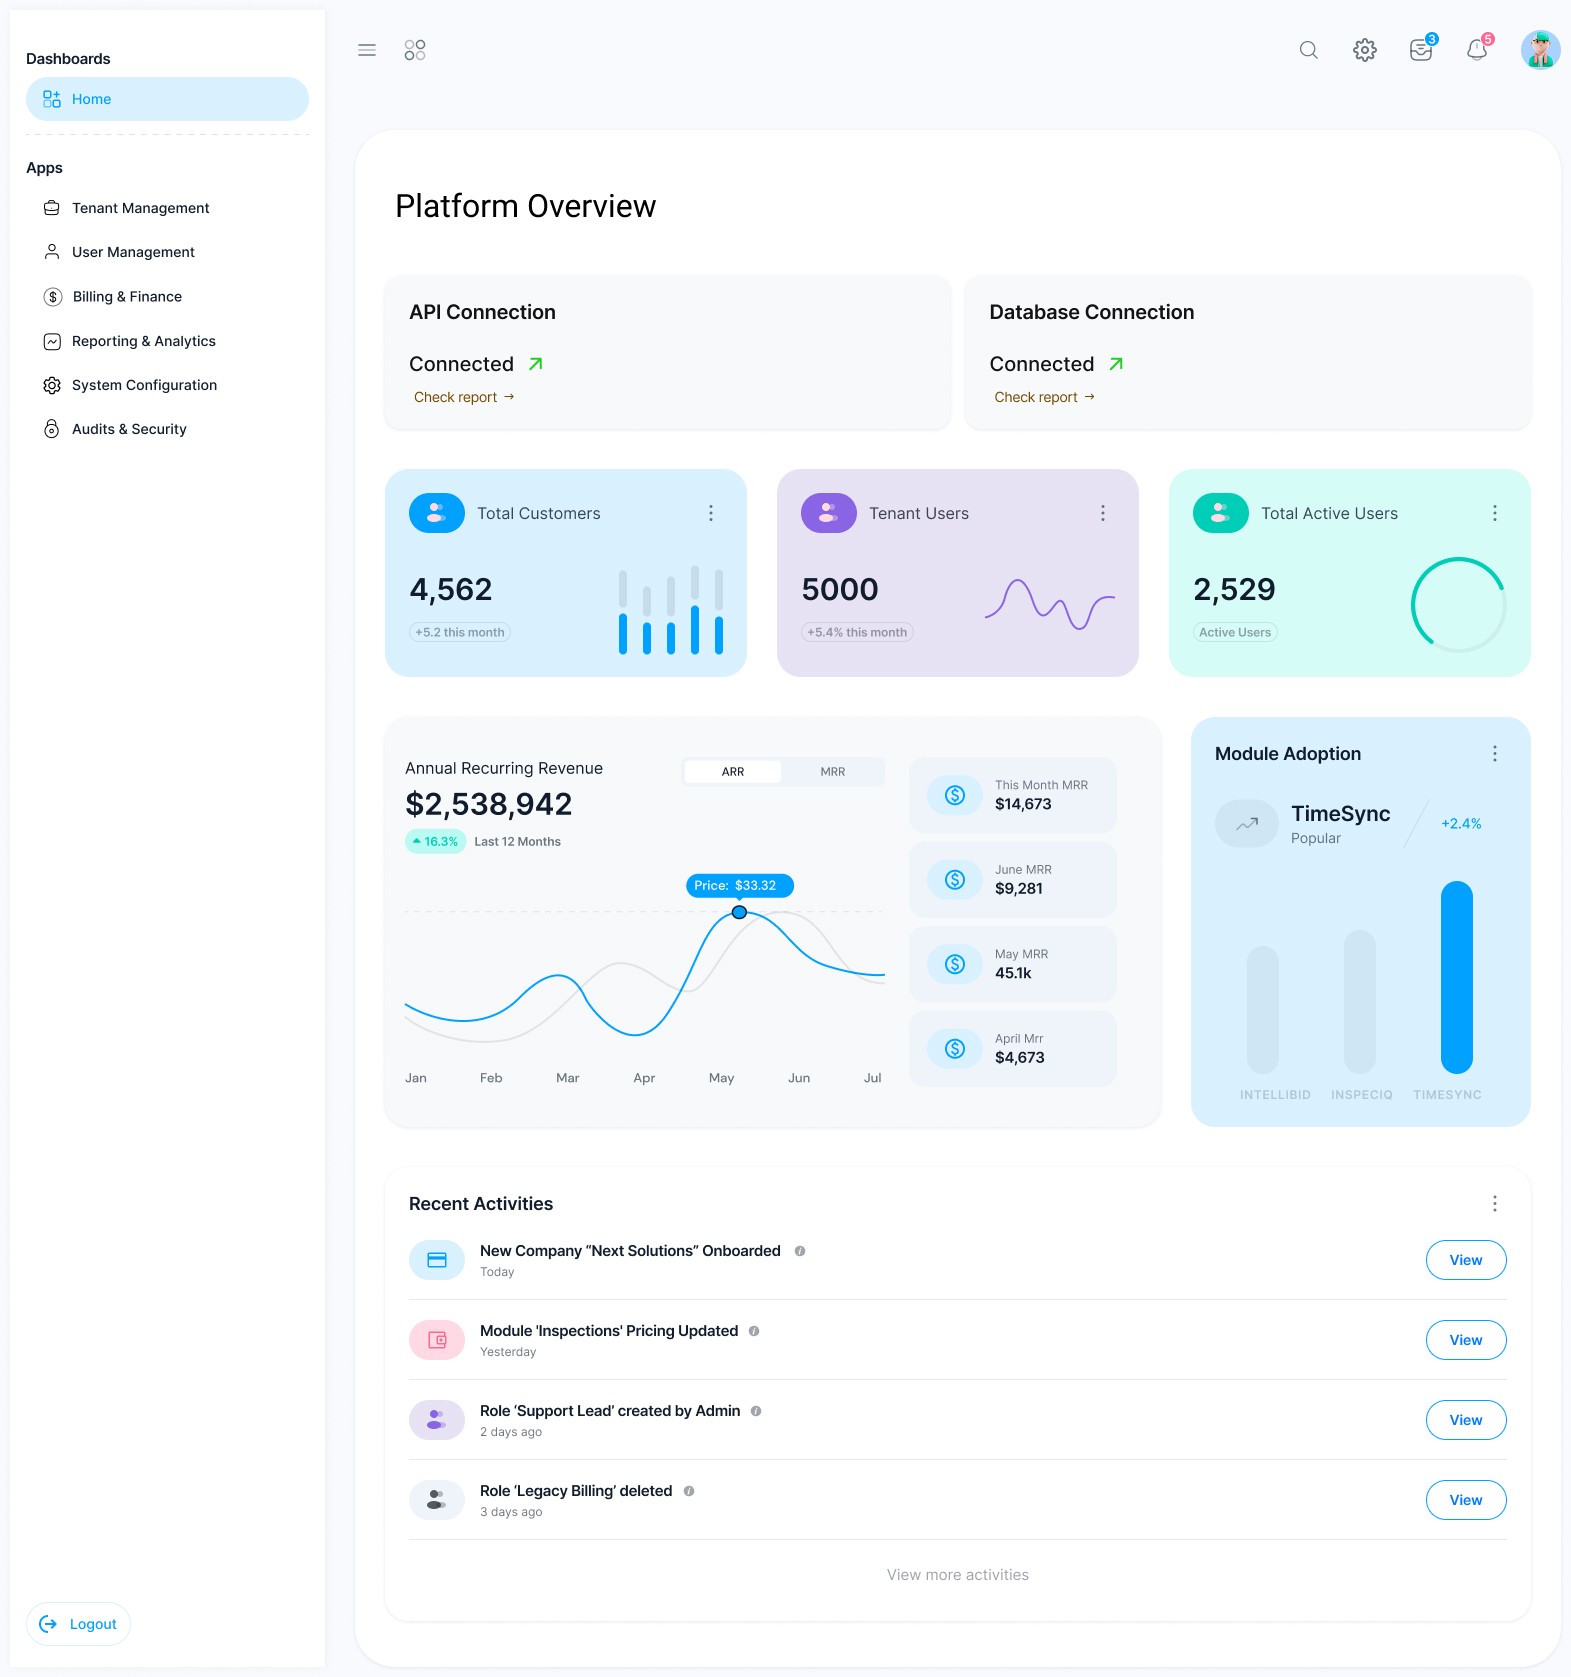 Dashboards
Home
Apps
Tenant Management
User Management
Billing & Finance
Reporting & Analytics
System Configuration
Audits & Security
Logout
3
5
Platform Overview
API Connection
Connected
Check report →
Database Connection
Connected
Check report →
Total Customers
4,562
+5.2 this month
Tenant Users
5000
+5.4% this month
Total Active Users
2,529
Active Users
Annual Recurring Revenue
$2,538,942
16.3% Last 12 Months
ARR MRR
Price: $33.32
Jan Feb Mar Apr May Jun Jul
This Month MRR
$14,673
June MRR
$9,281
May MRR
45.1k
April Mrr
$4,673
Module Adoption
TimeSync
Popular
+2.4%
INTELLIBID INSPECIQ TIMESYNC
Recent Activities
New Company “Next Solutions” Onboarded
Today
View
Module 'Inspections' Pricing Updated
Yesterday
View
Role ‘Support Lead’ created by Admin
2 days ago
View
Role ‘Legacy Billing’ deleted
3 days ago
View
View more activities